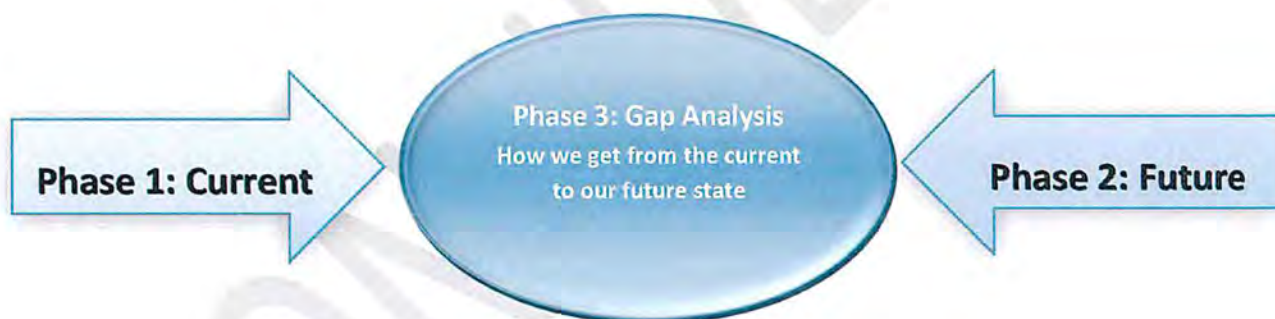 Phase 1: Current
Phase 3: Gap Analysis
How we get from the current
to our future state
Phase 2: Future